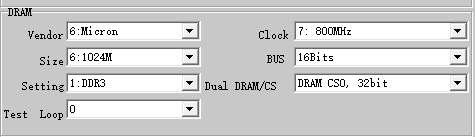 DRAM
Vendor 6:Micron Clock 7: 800MHz
Size 6:1024M BUS 16Bits
Setting 1:DDR3 Dual DRAM/CS DRAM CS0, 32bit
Test Loop 0